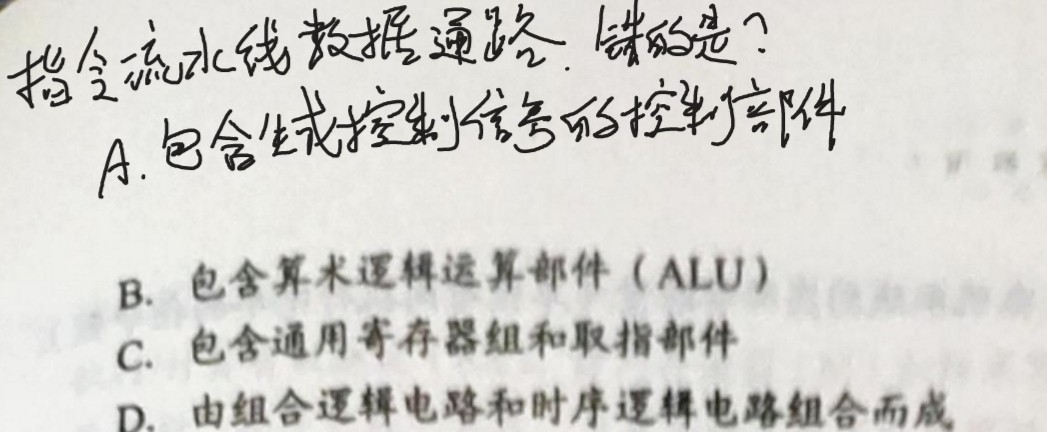 指令流水线数据通路. 错的是?
A. 包含生成控制信号的控制部件
B. 包含算术逻辑运算部件（ALU）
C. 包含通用寄存器组和取指部件
D. 由组合逻辑电路和时序逻辑电路组合而成